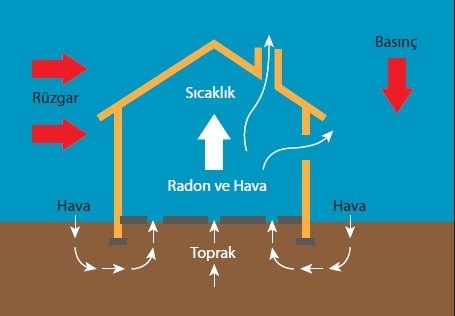 Basınç
Rüzgar
Sıcaklık
Radon ve Hava
Hava
Hava
Toprak